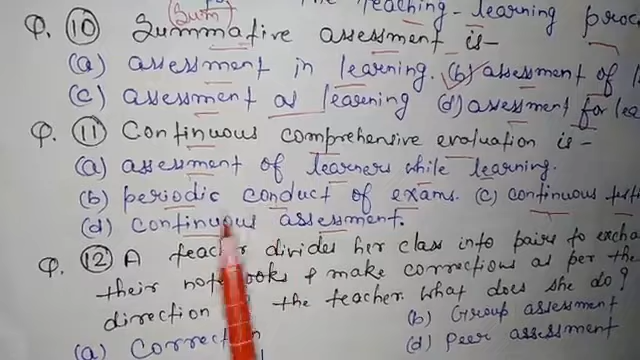 teaching-learning
Q. 10 Summative assessment is-
(Sum)
(a) assessment in learning. (b) assessment of
(c) assessment as learning (d) assessment for
Q. 11 Continuous comprehensive evaluation is-
(a) assessment of learners while learning.
(b) periodic conduct of exams. (c) continuous
(d) continuous assessment.
Q. 12 A teacher divides her class into pairs to
their & make corrections as per the
direction the teacher. What does she do?
(b) Group assessment
(a) (d) Peer assessment